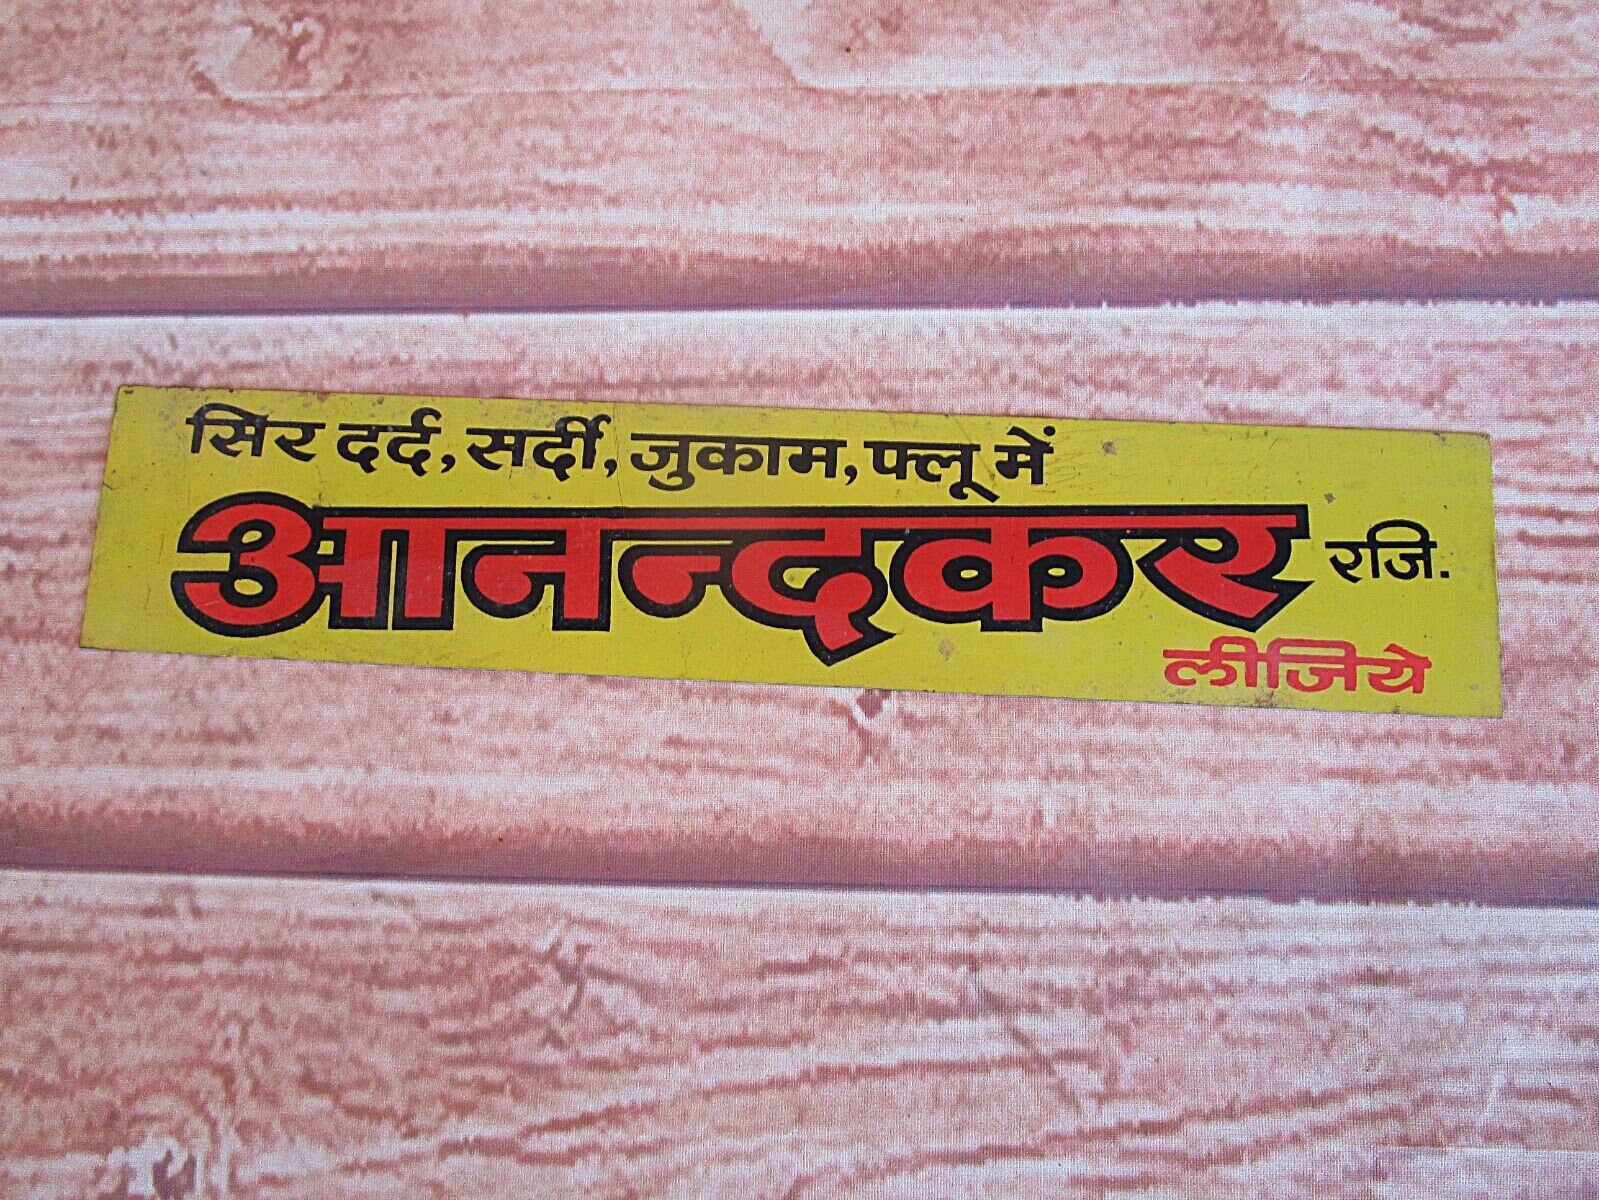 सिर दर्द, सर्दी, जुकाम, फ्लू में
आनन्दकर रजि.
लीजिये